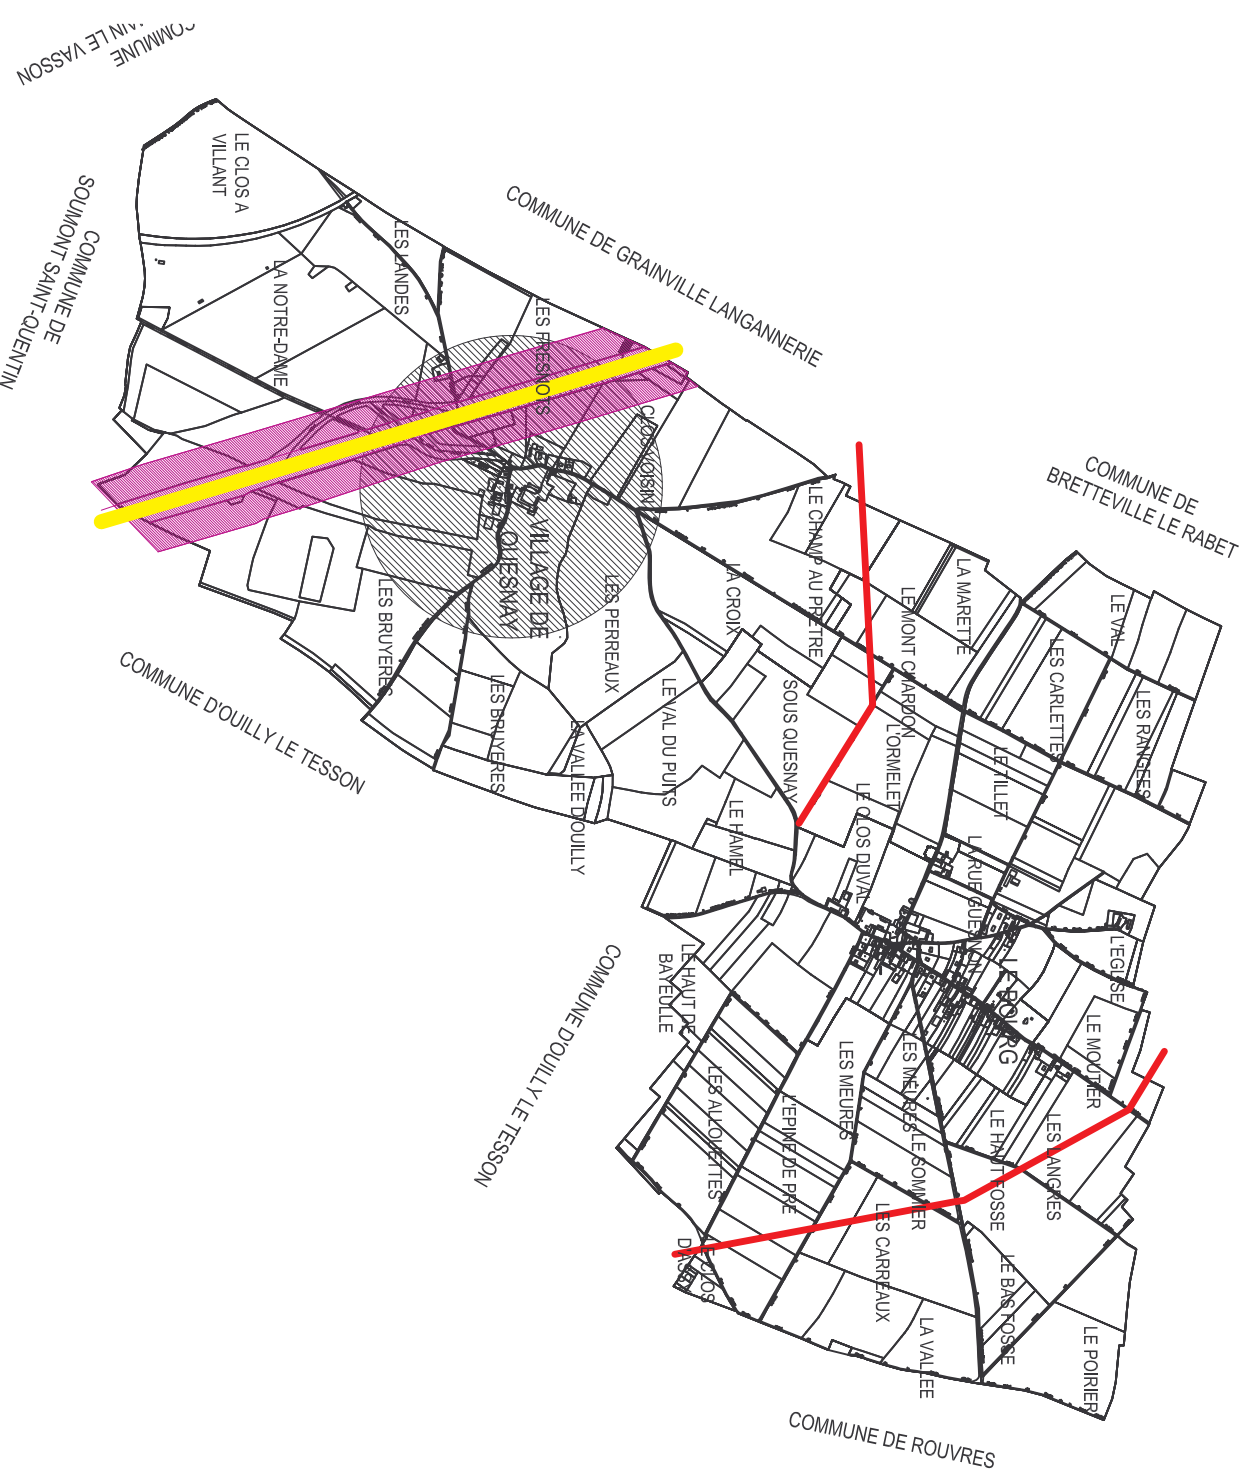 COMMUNE
AIN LE VASSON
LE CLOS A
VILLANT
COMMUNE DE
SOUMONT SAINT-QUENTIN
LES LANDES
LA NOTRE-DAME
COMMUNE DE GRAINVILLE LANGANNERIE
LES FRESNOTS
CLOS VOISIN
VILLAGE DE
QUESNAY
LES BRUYERES
LES PERREAUX
LES BRUYERES
LA VALLEE D'OUILLY
LE VAL DU PUITS
COMMUNE D'OUILLY LE TESSON
COMMUNE DE
BRETTEVILLE LE RABET
LE CHAMP AU PRETRE
LA CROIX
SOUS QUESNAY
LE MONT CHARDON
LA MARETTE
LE VAL
LES CARLETTES
LES RANGEES
L'ORMELET
LE TILLET
LE HAMEL
LE CLOS DUVAL
LA RUE GUESNON
L'EGLISE
LE BOURG
LE MOUTIER
LE HAUT DE
BAYEULLE
COMMUNE D'OUILLY LE TESSON
LES MEURES
LES MEURES
LE SOMMIER
LE HAUT FOSSE
LES LANGRES
LES ALLOUETTES
L'EPINE DE PRE
LES CARREAUX
LE CLOS
LE BAS FOSSE
LA VALLEE
LE POIRIER
COMMUNE DE ROUVRES